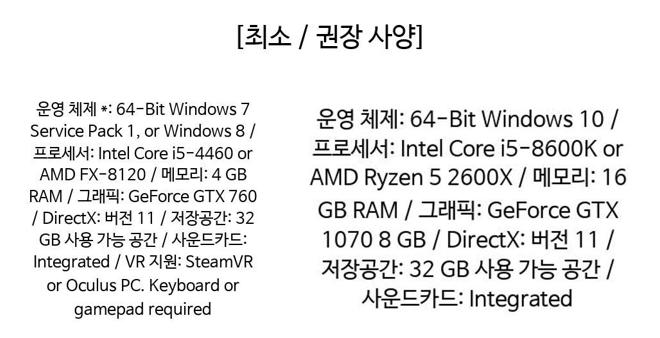 [최소 / 권장 사양]
운영 체제 *: 64-Bit Windows 7
Service Pack 1, or Windows 8 /
프로세서: Intel Core i5-4460 or
AMD FX-8120 / 메모리: 4 GB
RAM / 그래픽: GeForce GTX 760
/ DirectX: 버전 11 / 저장공간: 32
GB 사용 가능 공간 / 사운드카드:
Integrated / VR 지원: SteamVR
or Oculus PC. Keyboard or
gamepad required
운영 체제: 64-Bit Windows 10 /
프로세서: Intel Core i5-8600K or
AMD Ryzen 5 2600X / 메모리: 16
GB RAM / 그래픽: GeForce GTX
1070 8 GB / DirectX: 버전 11 /
저장공간: 32 GB 사용 가능 공간 /
사운드카드: Integrated